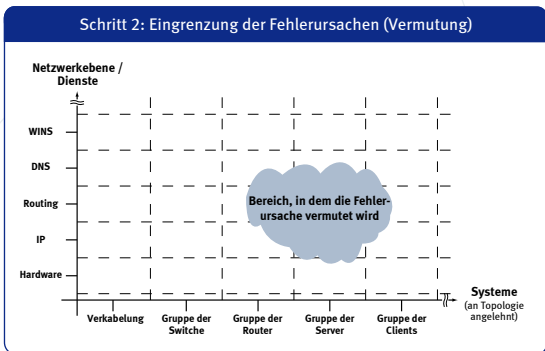 Schritt 2: Eingrenzung der Fehlerursachen (Vermutung)
Netzwerkebene /
Dienste
WINS
DNS
Routing
IP
Hardware
Bereich, in dem die Fehler-
ursache vermutet wird
Systeme
(an Topologie
angelehnt)
Verkabelung
Gruppe der
Switche
Gruppe der
Router
Gruppe der
Server
Gruppe der
Clients